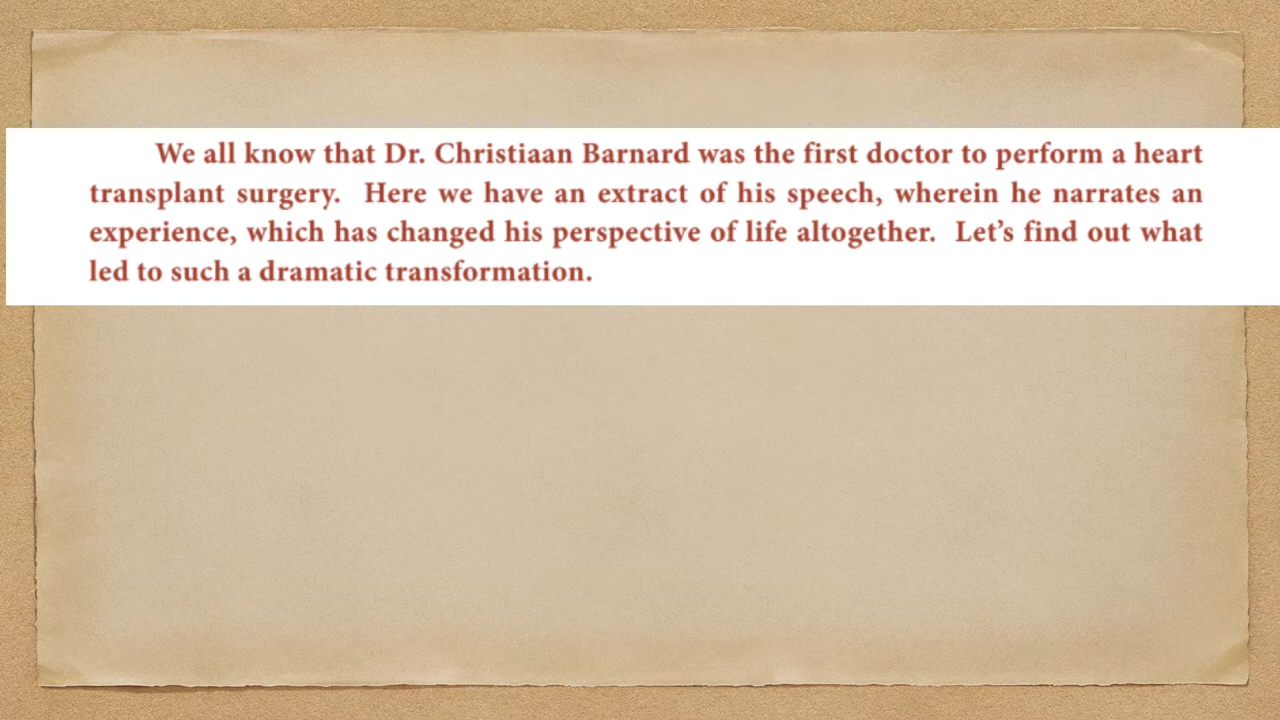 We all know that Dr. Christiaan Barnard was the first doctor to perform a heart
transplant surgery. Here we have an extract of his speech, wherein he narrates an
experience, which has changed his perspective of life altogether. Let’s find out what
led to such a dramatic transformation.